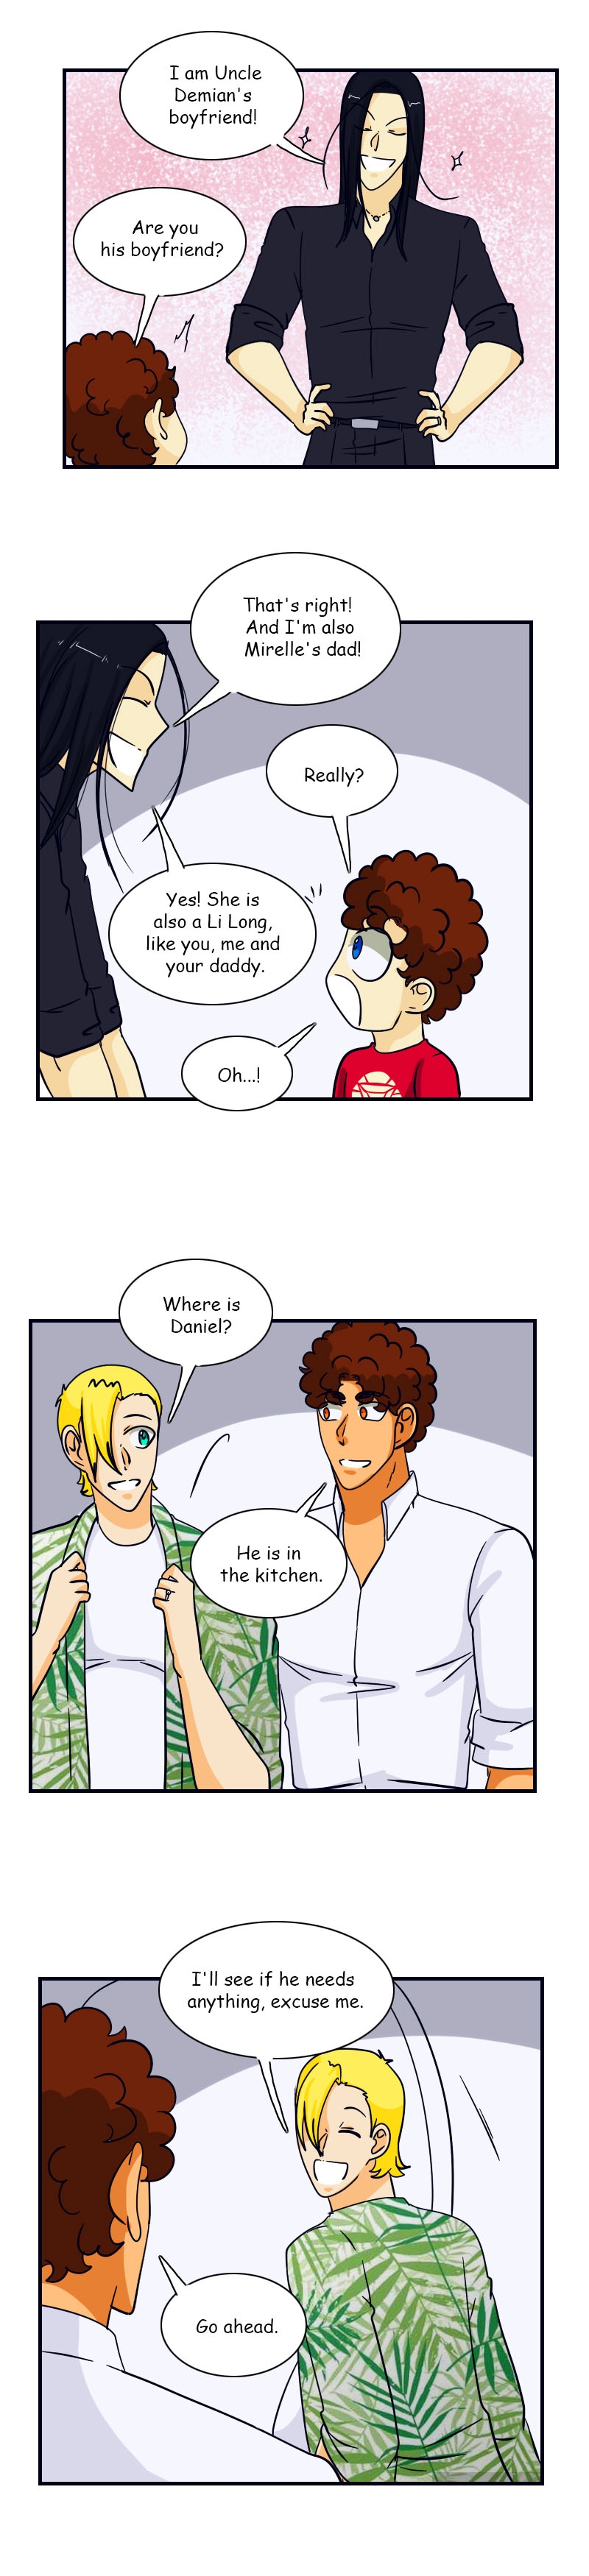 I am Uncle
Demian's
boyfriend!
Are you
his boyfriend?
That's right!
And I'm also
Mirelle's dad!
Really?
Yes! She is
also a Li Long,
like you, me and
your daddy.
Oh...!
Where is
Daniel?
He is in
the kitchen.
I'll see if he needs
anything, excuse me.
Go ahead.